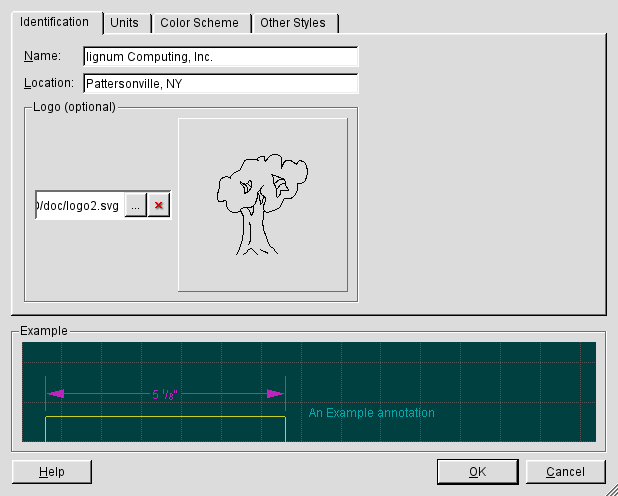 Identification Units Color Scheme Other Styles
Name: lignum Computing, Inc.
Location: Pattersonville, NY
Logo (optional)
/doc/logo2.svg ...
Example
5 1/8"
An Example annotation
Help OK Cancel